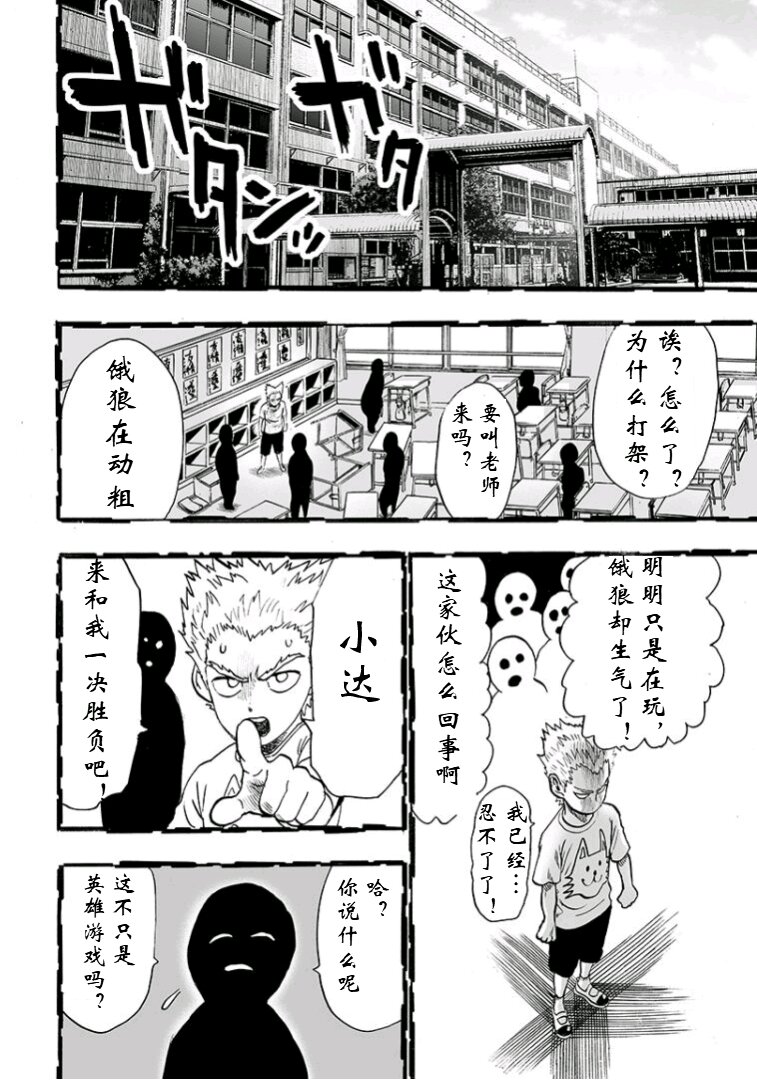 ガタ
ガタンッ
诶？怎么了？
为什么打架？
要叫老师
来吗？
饿狼在动粗
明明只是在玩，
饿狼却生气了！
这家伙怎么回事啊
我已经…
忍不了了！
小达
来和我一决胜负吧！
哈？
你说什么呢
这不只是
英雄游戏吗？